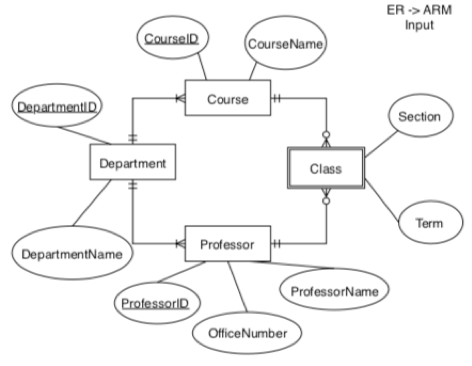 ER -> ARM
Input
CourseID
CourseName
DepartmentID
Course
Section
Department
Class
Term
DepartmentName
Professor
ProfessorName
ProfessorID
OfficeNumber